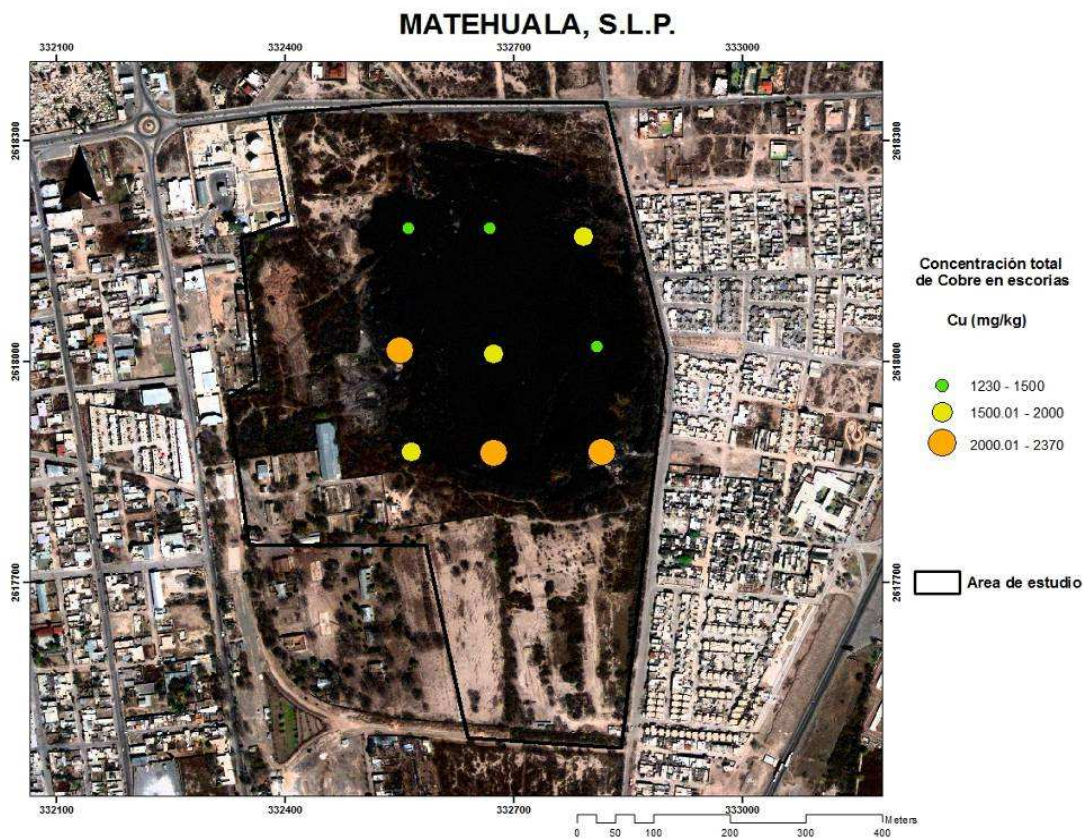 MATEHUALA, S.L.P.
332100 332400 332700 333000
2618300 2618300
2618000 2618000
2617700 2617700
332100 332400 332700 333000
Concentración total
de Cobre en escorias
Cu (mg/kg)
1230 - 1500
1500.01 - 2000
2000.01 - 2370
Area de estudio
Meters
0 50 100 200 300 400